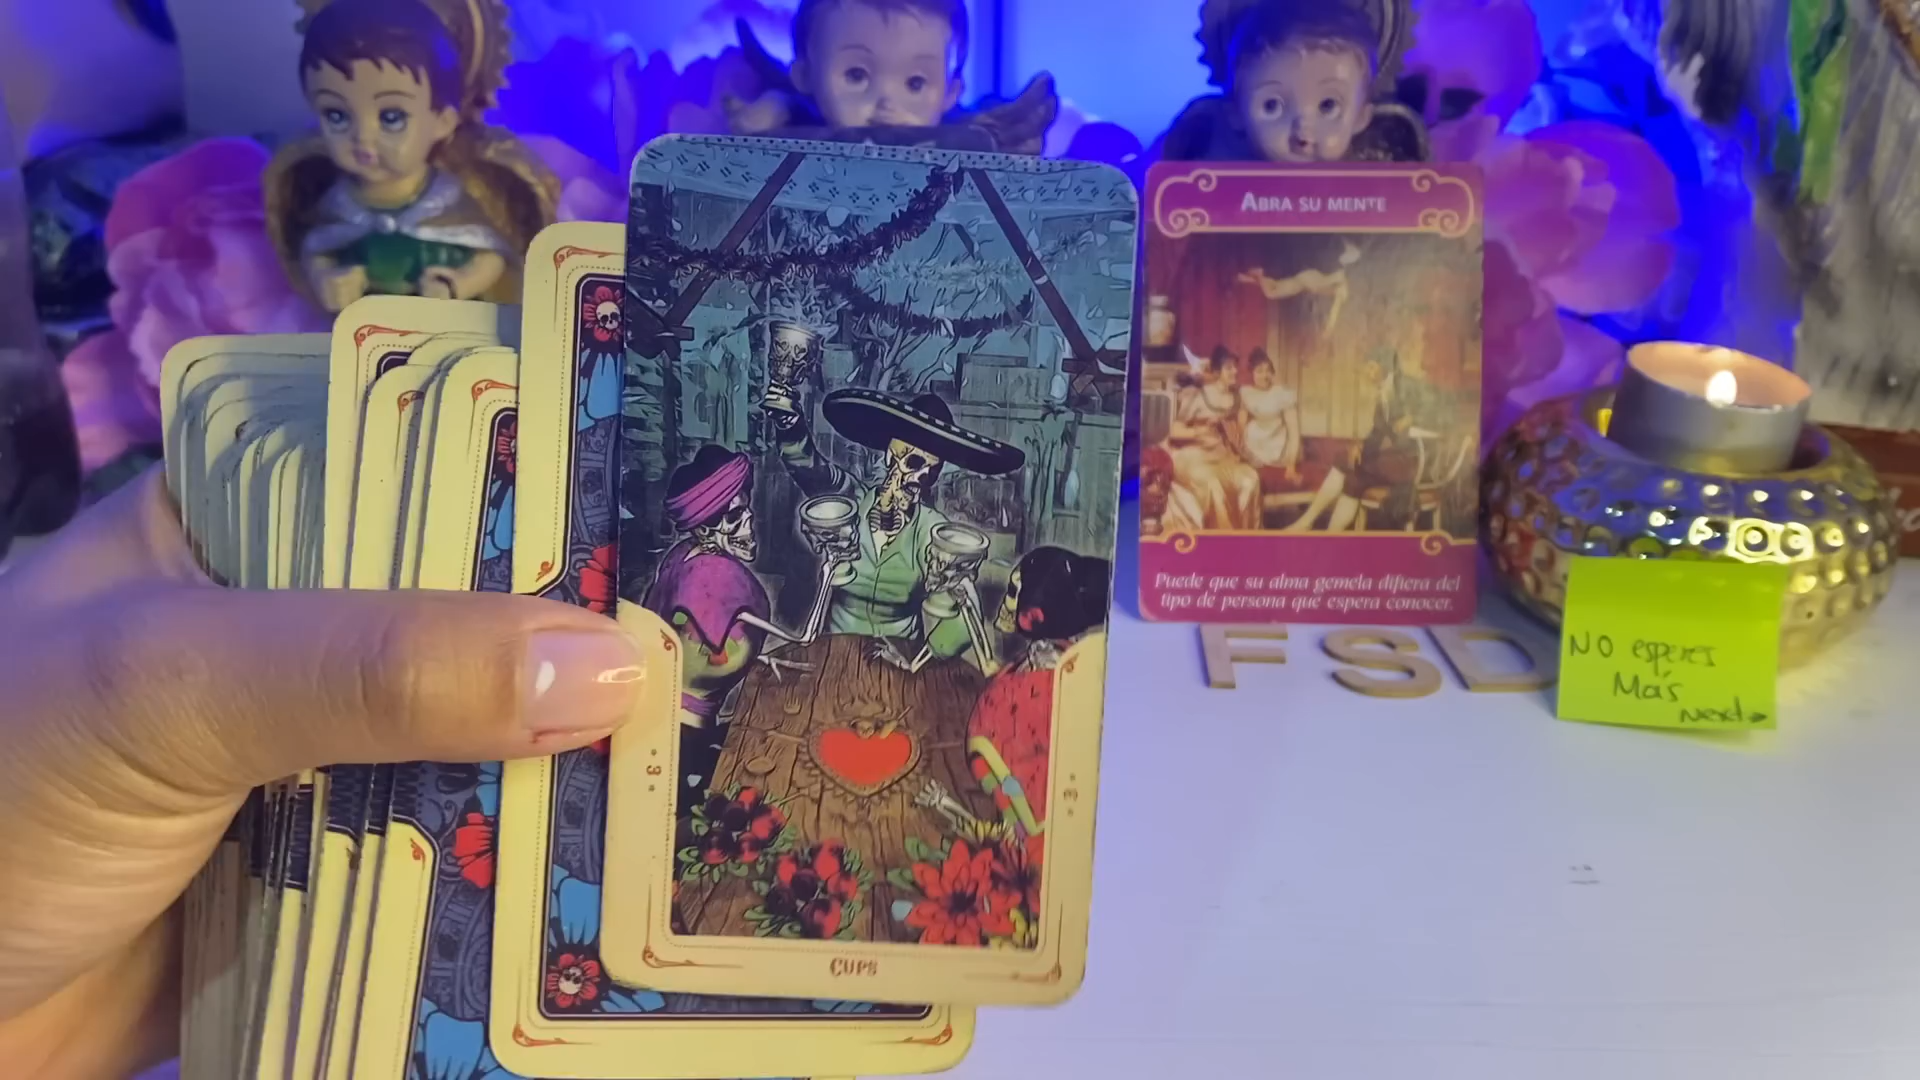 ABRA SU MENTE
Puede que su alma gemela difiera del
tipo de persona que espera conocer.
FSD
NO esperes
Más
Next
3
3
CUPS